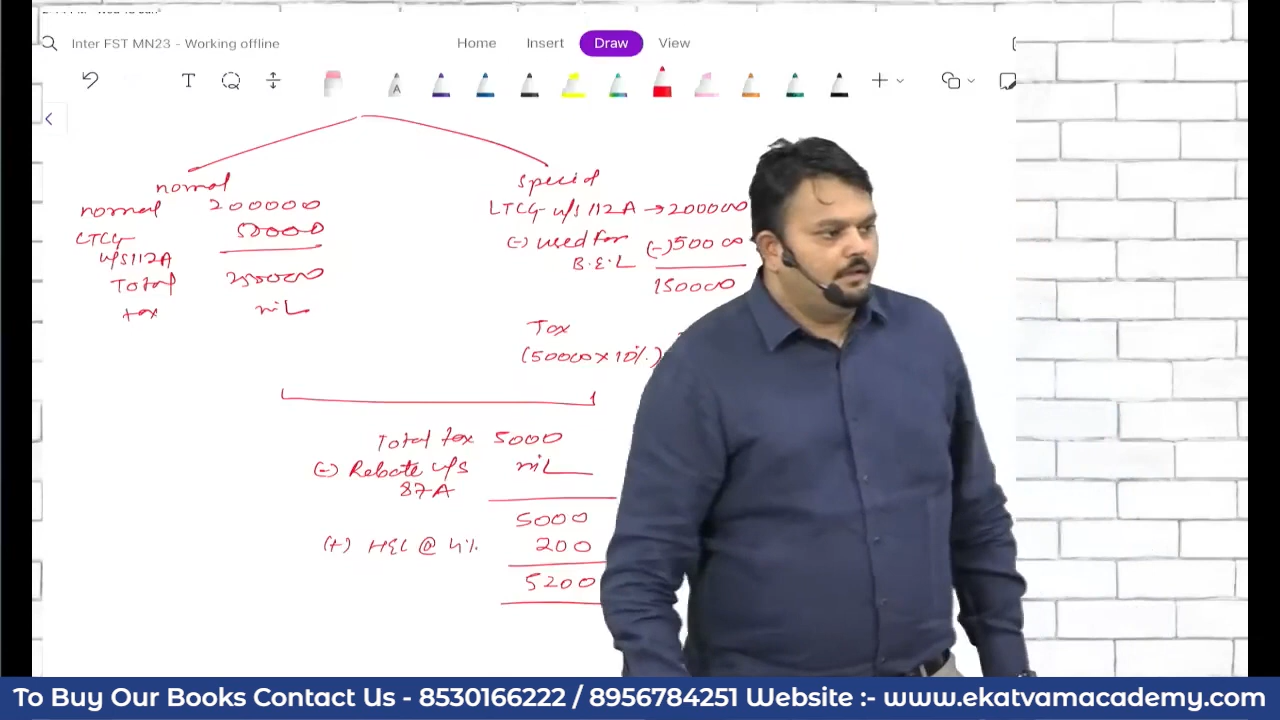 Inter FST MN23 - Working offline
Home Insert Draw View
T
A
normal
normal 200000
LTCG 50000
u/s 112A
Total 250000
tax niL
special
LTCG u/s 112A → 200000
(-) used for (-) 50000
B.E.L
150000
Tax
(50000 x 10%)
Total tax 5000
(-) Rebate u/s niL
87A
5000
(+) H&C @ 4% 200
5200
To Buy Our Books Contact Us - 8530166222 / 8956784251 Website :- www.ekatvamacademy.com